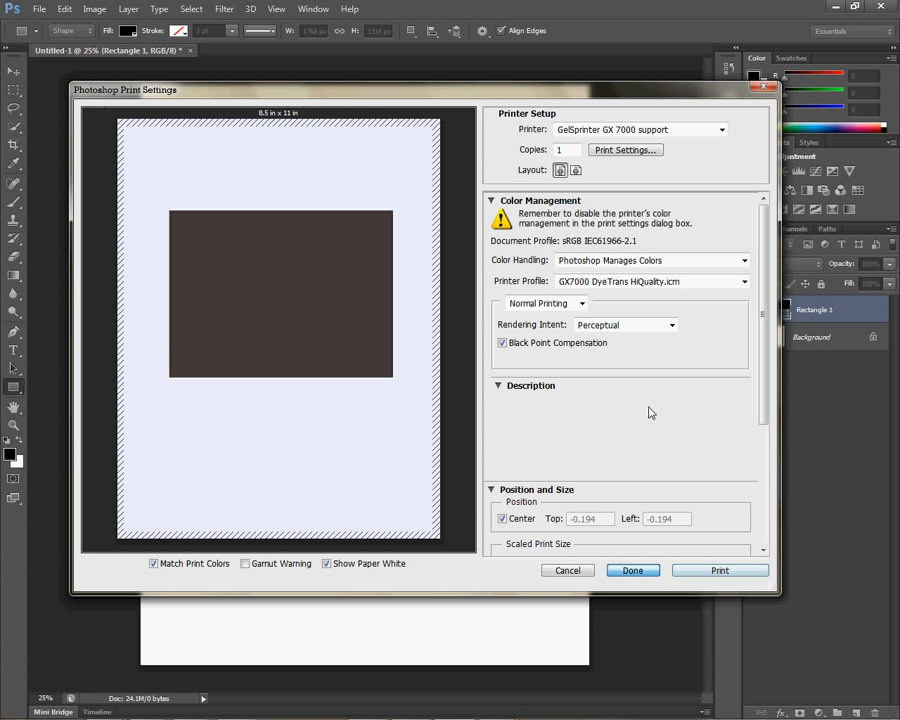 Ps File Edit Image Layer Type Select Filter 3D View Window Help
Shape Fill: Stroke: 3 pt W: H: Align Edges Essentials
Untitled-1 @ 25% (Rectangle 1, RGB/8) * ×
Color Swatches
Photoshop Print Settings
8.5 in x 11 in
Printer Setup
Printer: GelSprinter GX 7000 support
Copies: 1 Print Settings...
Layout:
Color Management
Remember to disable the printer's color
management in the print settings dialog box.
Document Profile: sRGB IEC61966-2.1
Color Handling: Photoshop Manages Colors
Printer Profile: GX7000 DyeTrans HiQuality.icm
Normal Printing
Rendering Intent: Perceptual
Black Point Compensation
Description
Position and Size
Position
Center Top: -0.194 Left: -0.194
Scaled Print Size
Match Print Colors Gamut Warning Show Paper White
Cancel Done Print
Styles
Paths
Opacity: 100%
Fill: 100%
Rectangle 1
Background
25% Doc: 24.1M/0 bytes
Mini Bridge Timeline